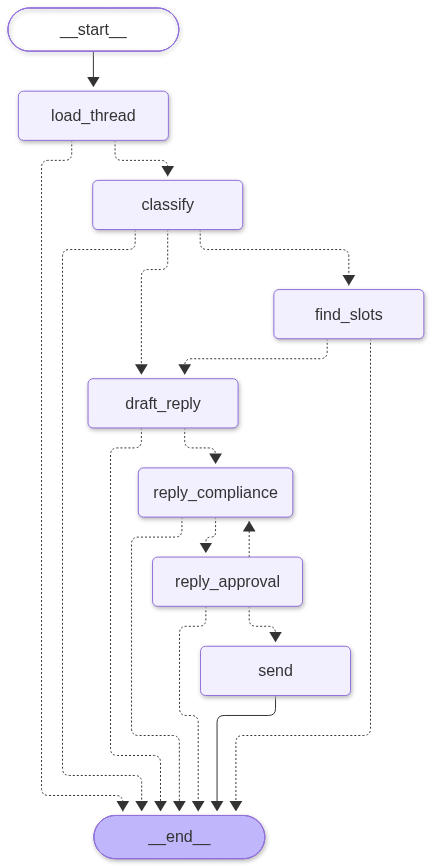 __start__
load_thread
classify
find_slots
draft_reply
reply_compliance
reply_approval
send
__end__